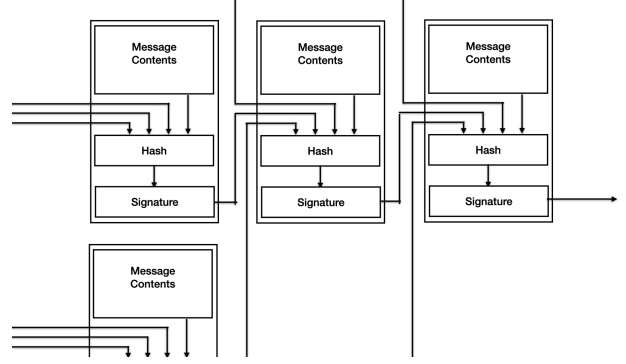 Message
Contents
Hash
Signature
Message
Contents
Hash
Signature
Message
Contents
Hash
Signature
Message
Contents